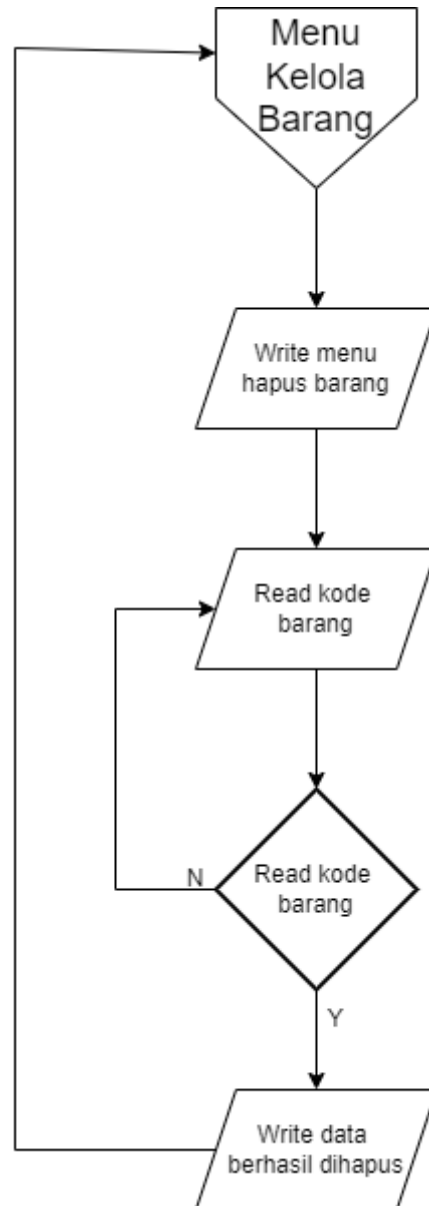 Menu
Kelola
Barang
Write menu
hapus barang
Read kode
barang
Read kode
barang
N
Y
Write data
berhasil dihapus